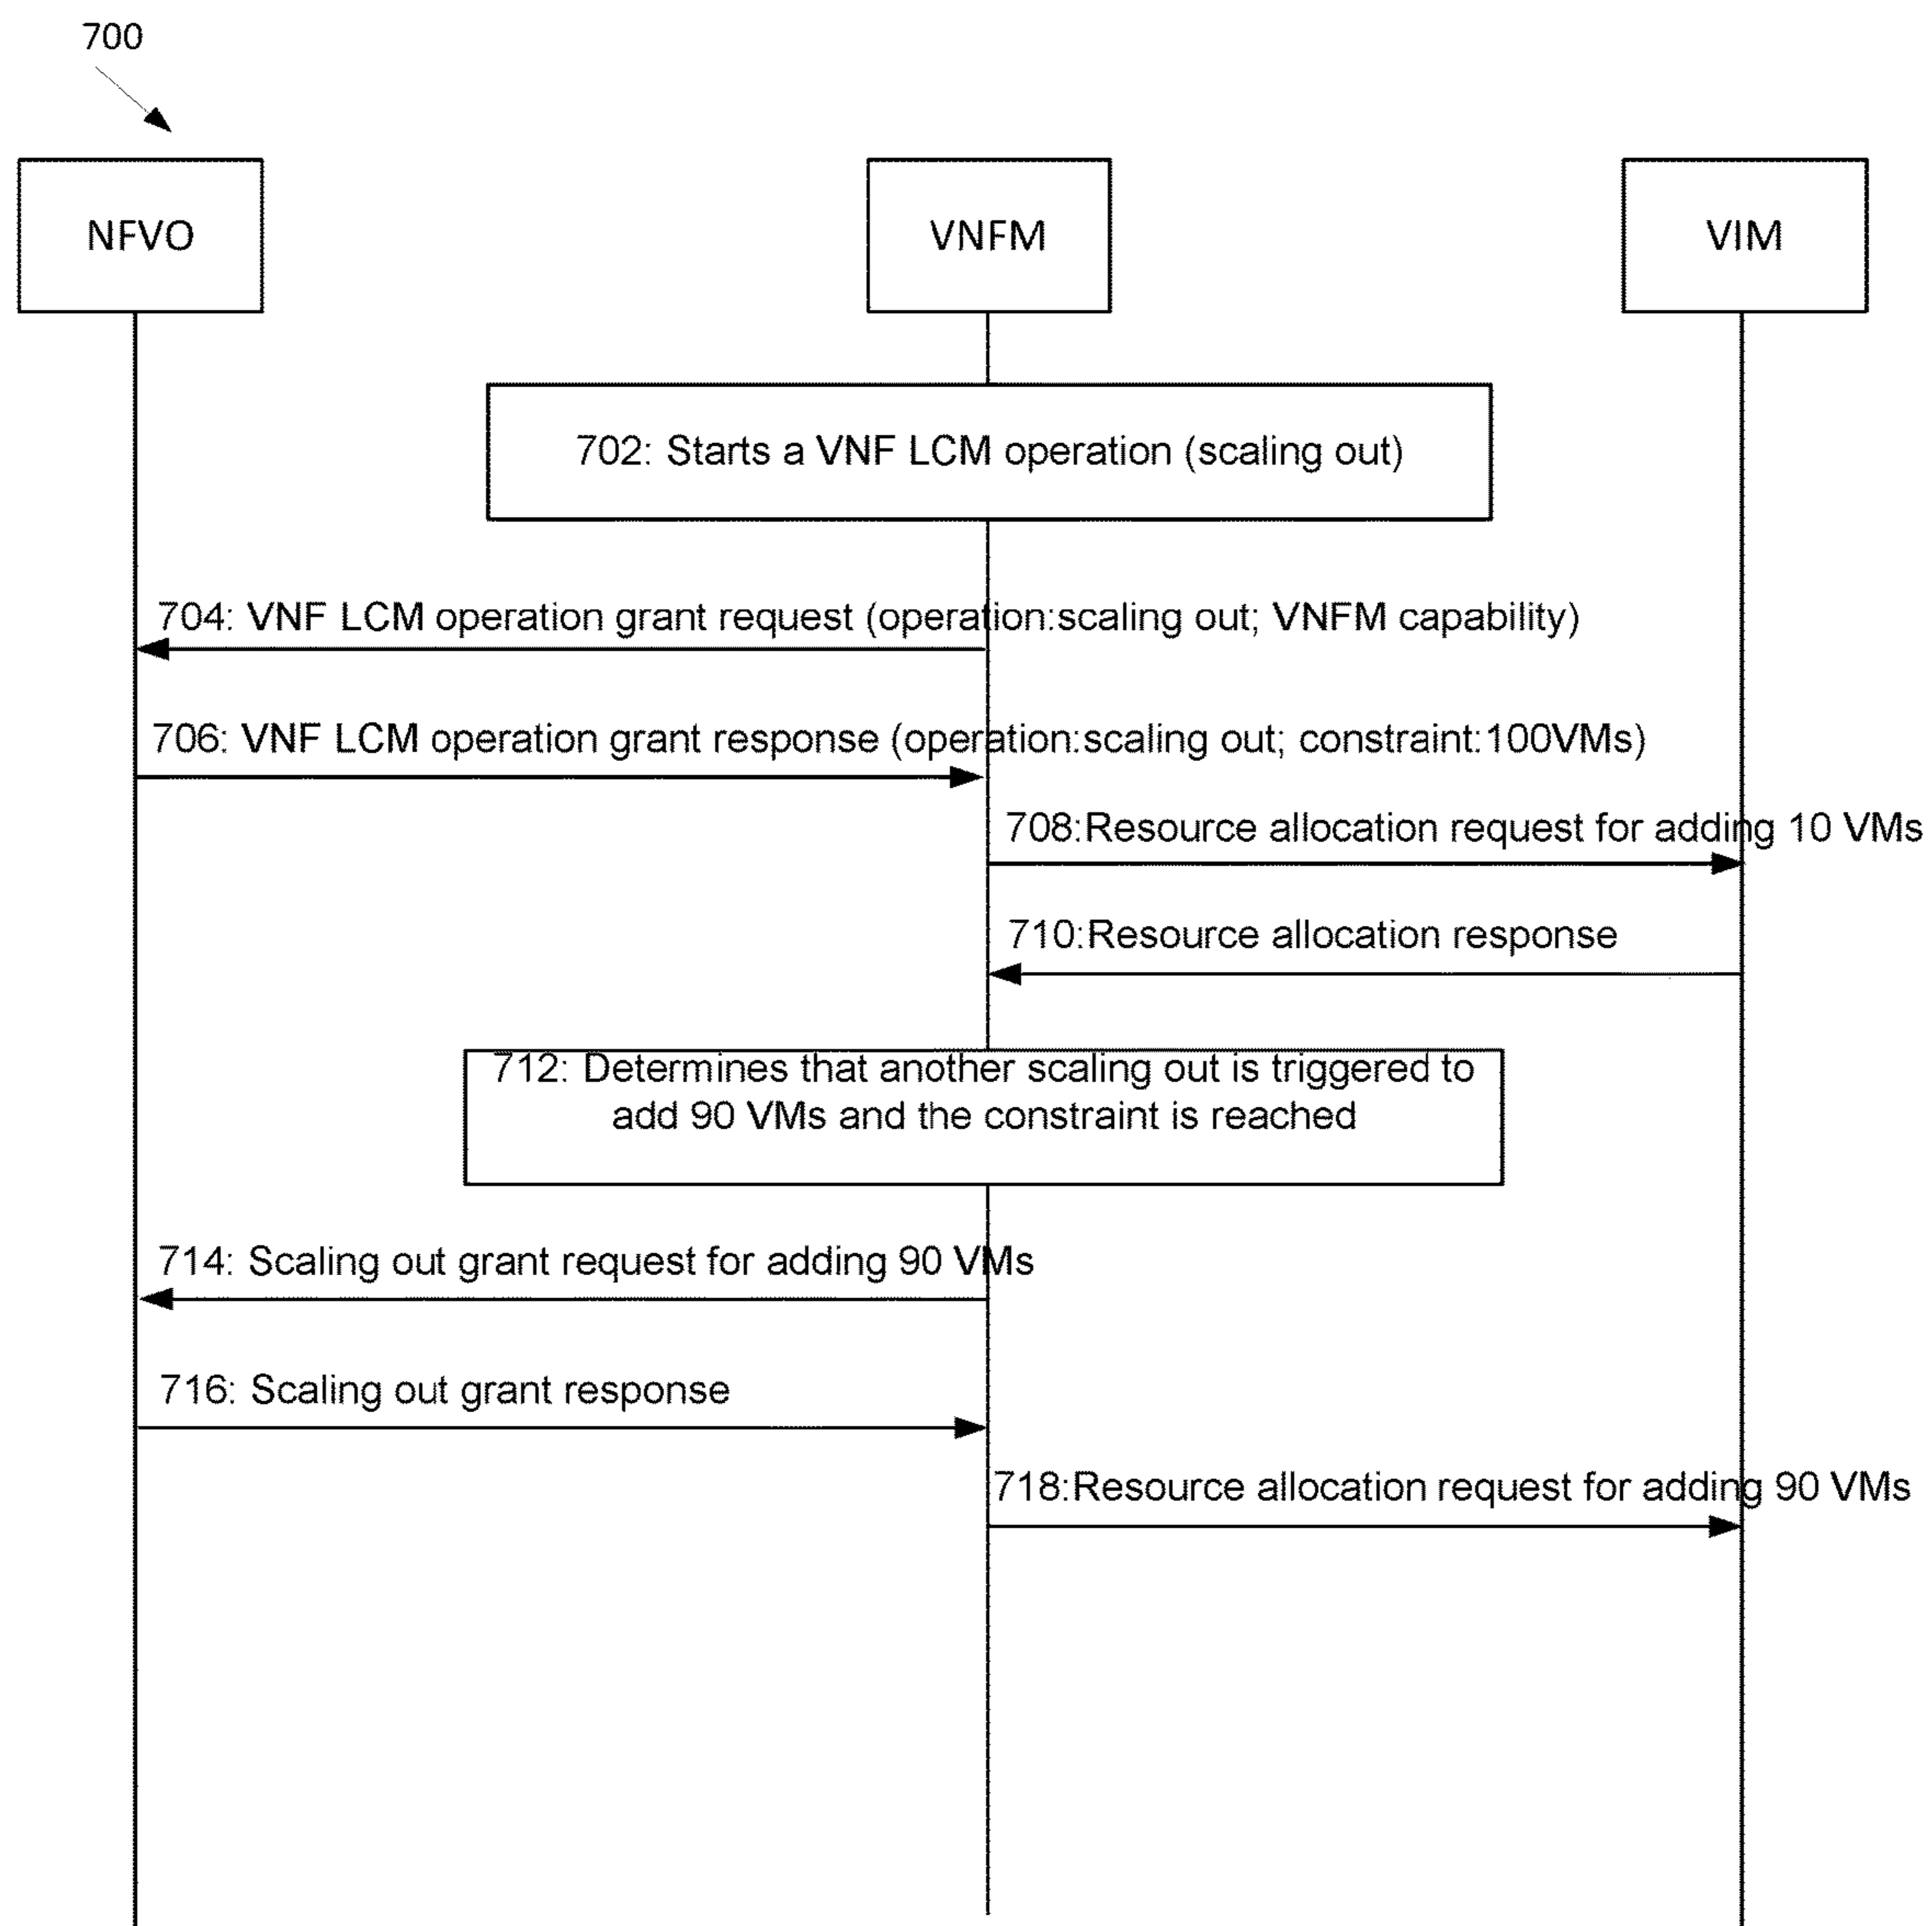 700
NFVO
VNFM
VIM
702: Starts a VNF LCM operation (scaling out)
704: VNF LCM operation grant request (operation:scaling out; VNFM capability)
706: VNF LCM operation grant response (operation:scaling out; constraint:100VMs)
708:Resource allocation request for adding 10 VMs
710:Resource allocation response
712: Determines that another scaling out is triggered to
add 90 VMs and the constraint is reached
714: Scaling out grant request for adding 90 VMs
716: Scaling out grant response
718:Resource allocation request for adding 90 VMs